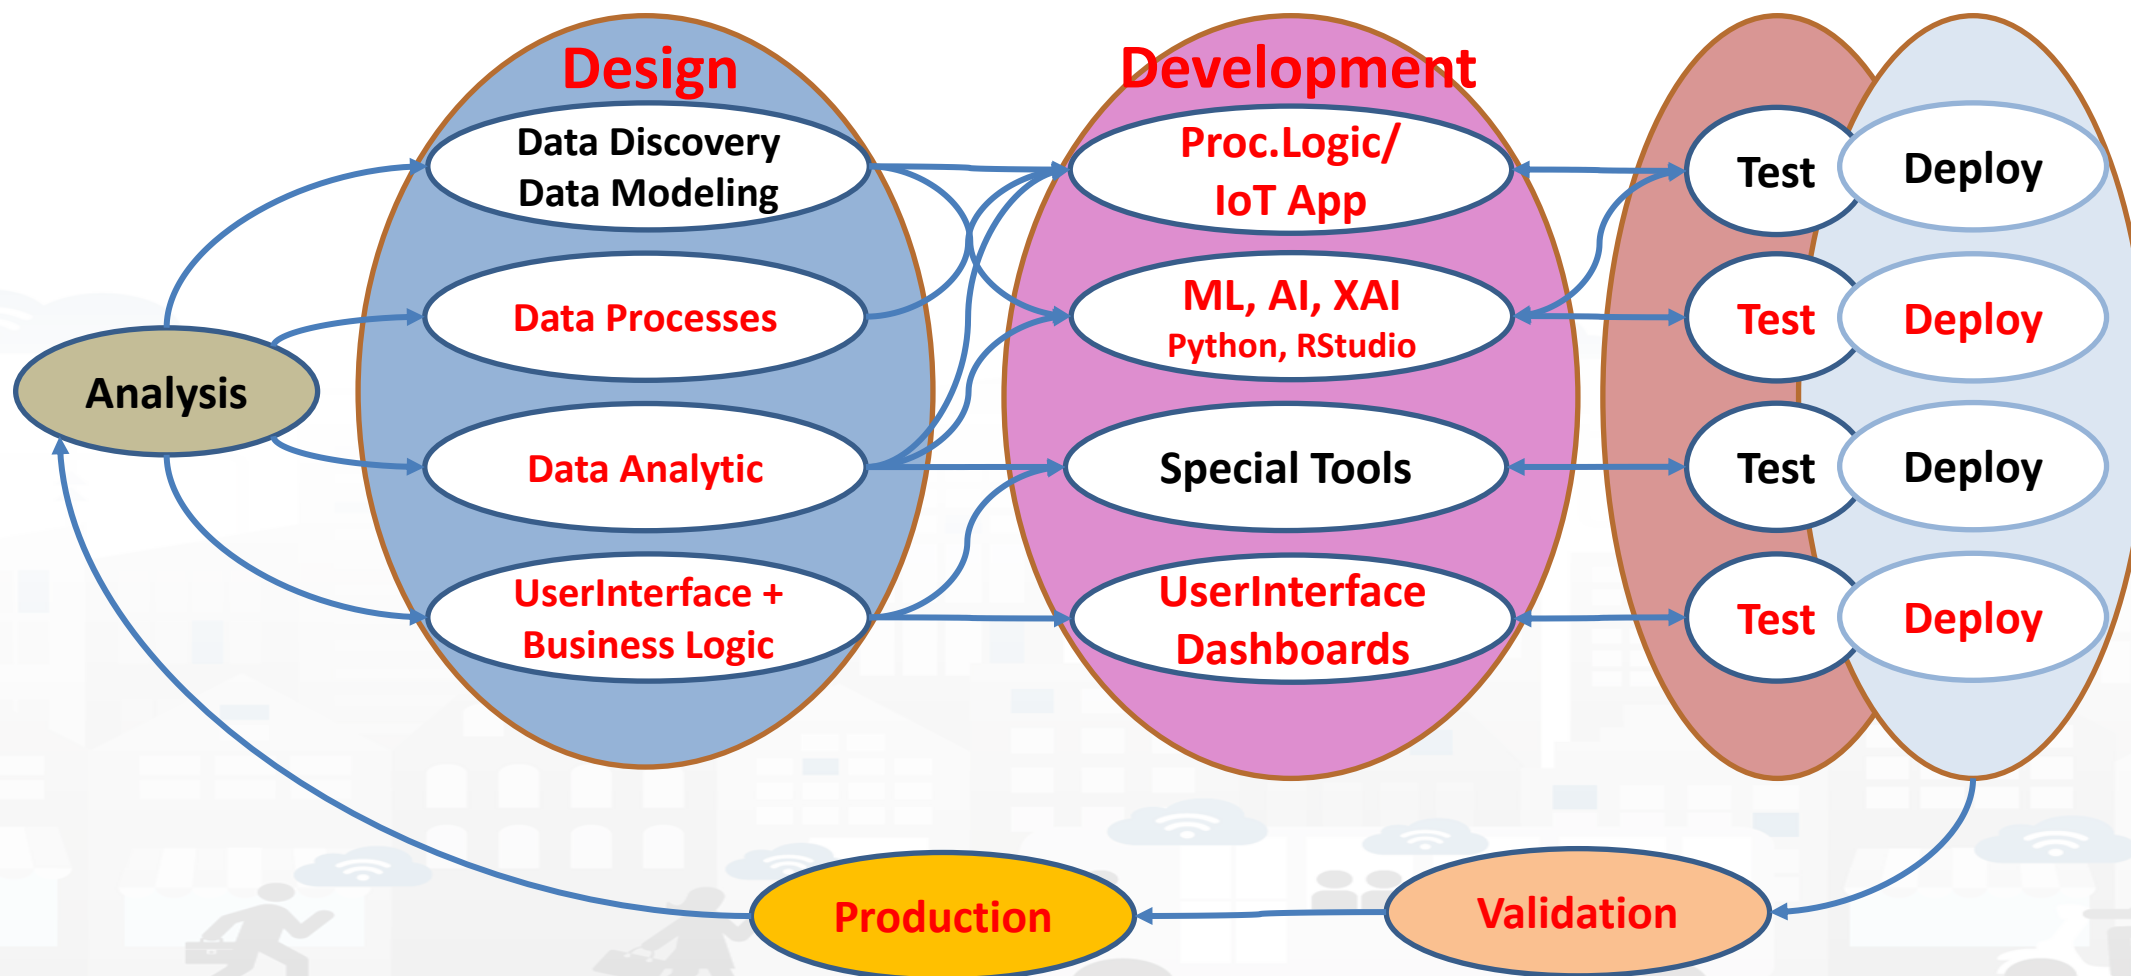 Design
Development
Data Discovery
Data Modeling
Proc.Logic/
IoT App
Test
Deploy
Data Processes
ML, AI, XAI
Python, RStudio
Test
Deploy
Analysis
Data Analytic
Special Tools
Test
Deploy
UserInterface +
Business Logic
UserInterface
Dashboards
Test
Deploy
Production
Validation